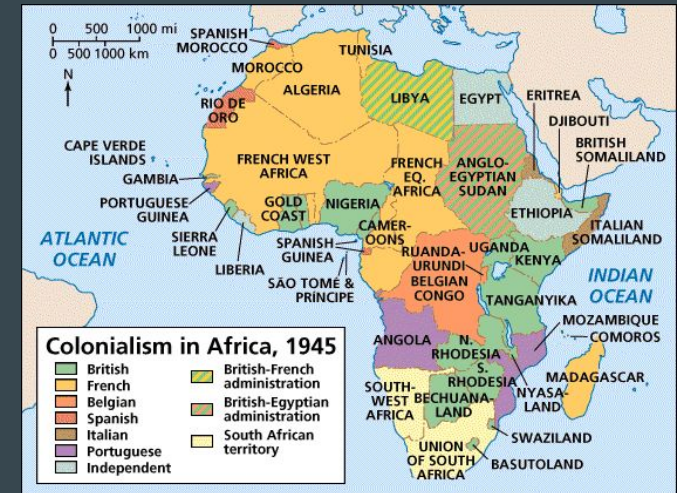 0 500 1000 mi
0 500 1000 km
N
SPANISH
MOROCCO
TUNISIA
MOROCCO
ALGERIA
LIBYA
EGYPT
RIO DE
ORO
ERITREA
DJIBOUTI
BRITISH
SOMALILAND
CAPE VERDE
ISLANDS
GAMBIA
PORTUGUESE
GUINEA
FRENCH WEST
AFRICA
FRENCH
EQ.
AFRICA
ANGLO-
EGYPTIAN
SUDAN
GOLD
COAST
NIGERIA
ETHIOPIA
ITALIAN
SOMALILAND
ATLANTIC
OCEAN
SIERRA
LEONE
LIBERIA
SPANISH
GUINEA
CAMER-
OONS
SÃO TOMÉ &
PRÍNCIPE
RUANDA-
URUNDI
BELGIAN
CONGO
UGANDA
KENYA
INDIAN
OCEAN
TANGANYIKA
MOZAMBIQUE
COMOROS
ANGOLA
N.
RHODESIA
S.
RHODESIA
NYASA-
LAND
MADAGASCAR
SOUTH-
WEST
AFRICA
BECHUANA-
LAND
SWAZILAND
UNION
OF SOUTH
AFRICA
BASUTOLAND
Colonialism in Africa, 1945
British
French
Belgian
Spanish
Italian
Portuguese
Independent
British-French
administration
British-Egyptian
administration
South African
territory